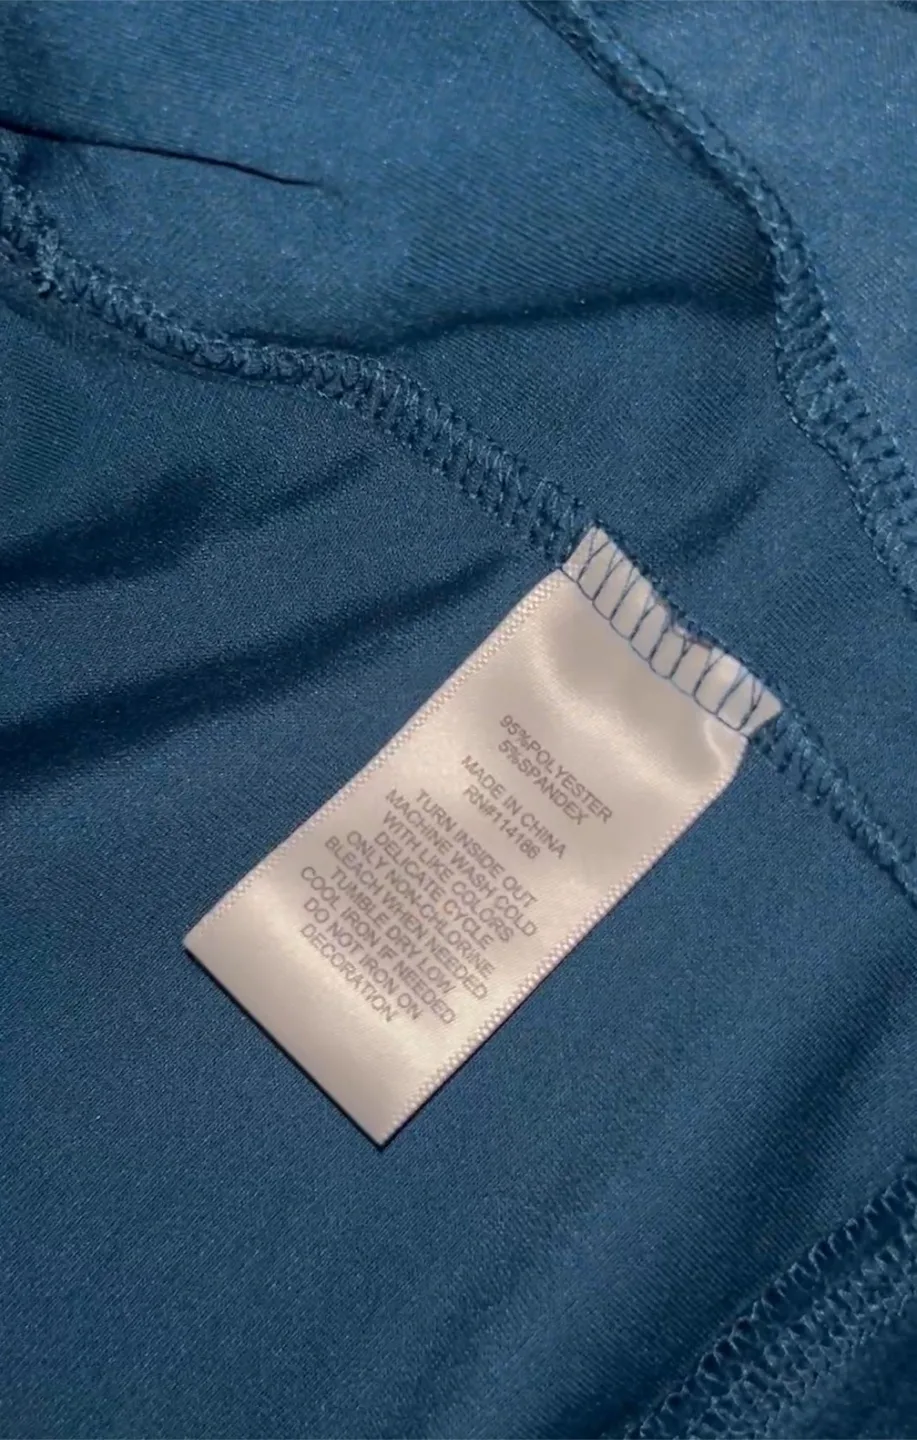 95%POLYESTER
5%SPANDEX
MADE IN CHINA
RN#114186
TURN INSIDE OUT
MACHINE WASH COLD
WITH LIKE COLORS
DELICATE CYCLE
ONLY NON-CHLORINE
BLEACH WHEN NEEDED
TUMBLE DRY LOW
COOL IRON IF NEEDED
DO NOT IRON ON
DECORATION